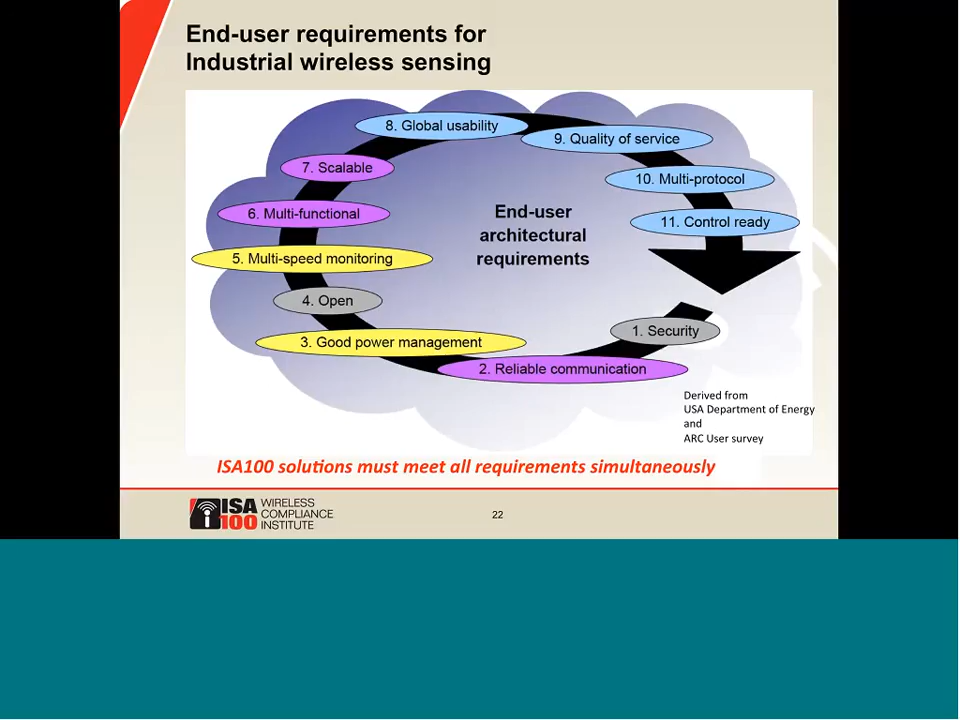 End-user requirements for
Industrial wireless sensing
8. Global usability
9. Quality of service
7. Scalable
10. Multi-protocol
6. Multi-functional
End-user
architectural
requirements
11. Control ready
5. Multi-speed monitoring
4. Open
1. Security
3. Good power management
2. Reliable communication
Derived from
USA Department of Energy
and
ARC User survey
ISA100 solutions must meet all requirements simultaneously
ISA
100
WIRELESS
COMPLIANCE
INSTITUTE
22